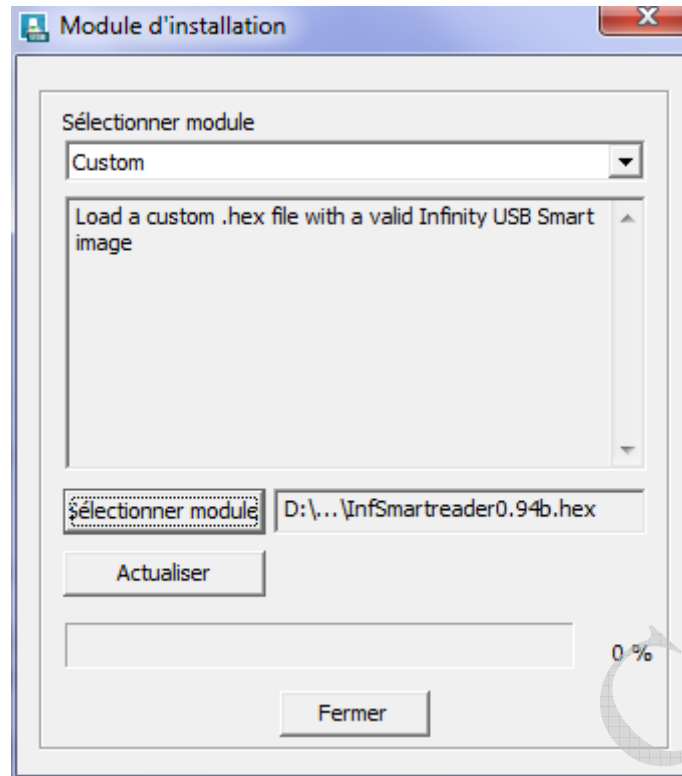 Module d'installation
Sélectionner module
Custom
Load a custom .hex file with a valid Infinity USB Smart
image
Sélectionner module
D:\...\InfSmartreader0.94b.hex
Actualiser
0 %
Fermer